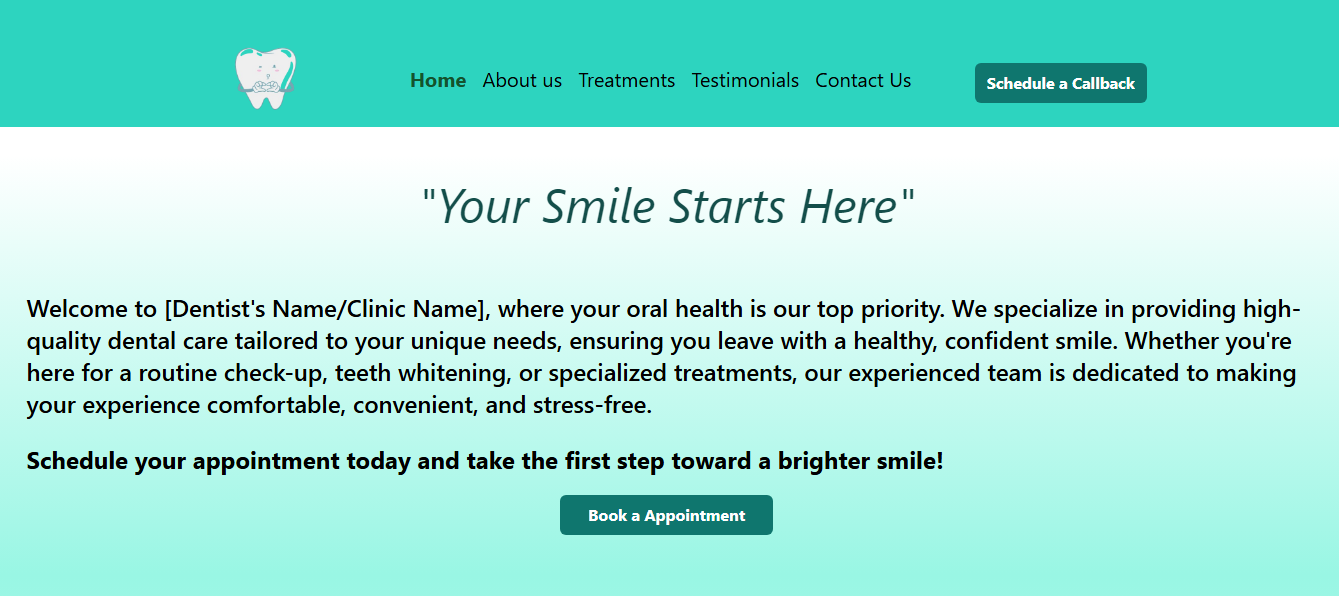 Home About us Treatments Testimonials Contact Us Schedule a Callback
"Your Smile Starts Here"
Welcome to [Dentist's Name/Clinic Name], where your oral health is our top priority. We specialize in providing high-
quality dental care tailored to your unique needs, ensuring you leave with a healthy, confident smile. Whether you're
here for a routine check-up, teeth whitening, or specialized treatments, our experienced team is dedicated to making
your experience comfortable, convenient, and stress-free.
Schedule your appointment today and take the first step toward a brighter smile!
Book a Appointment